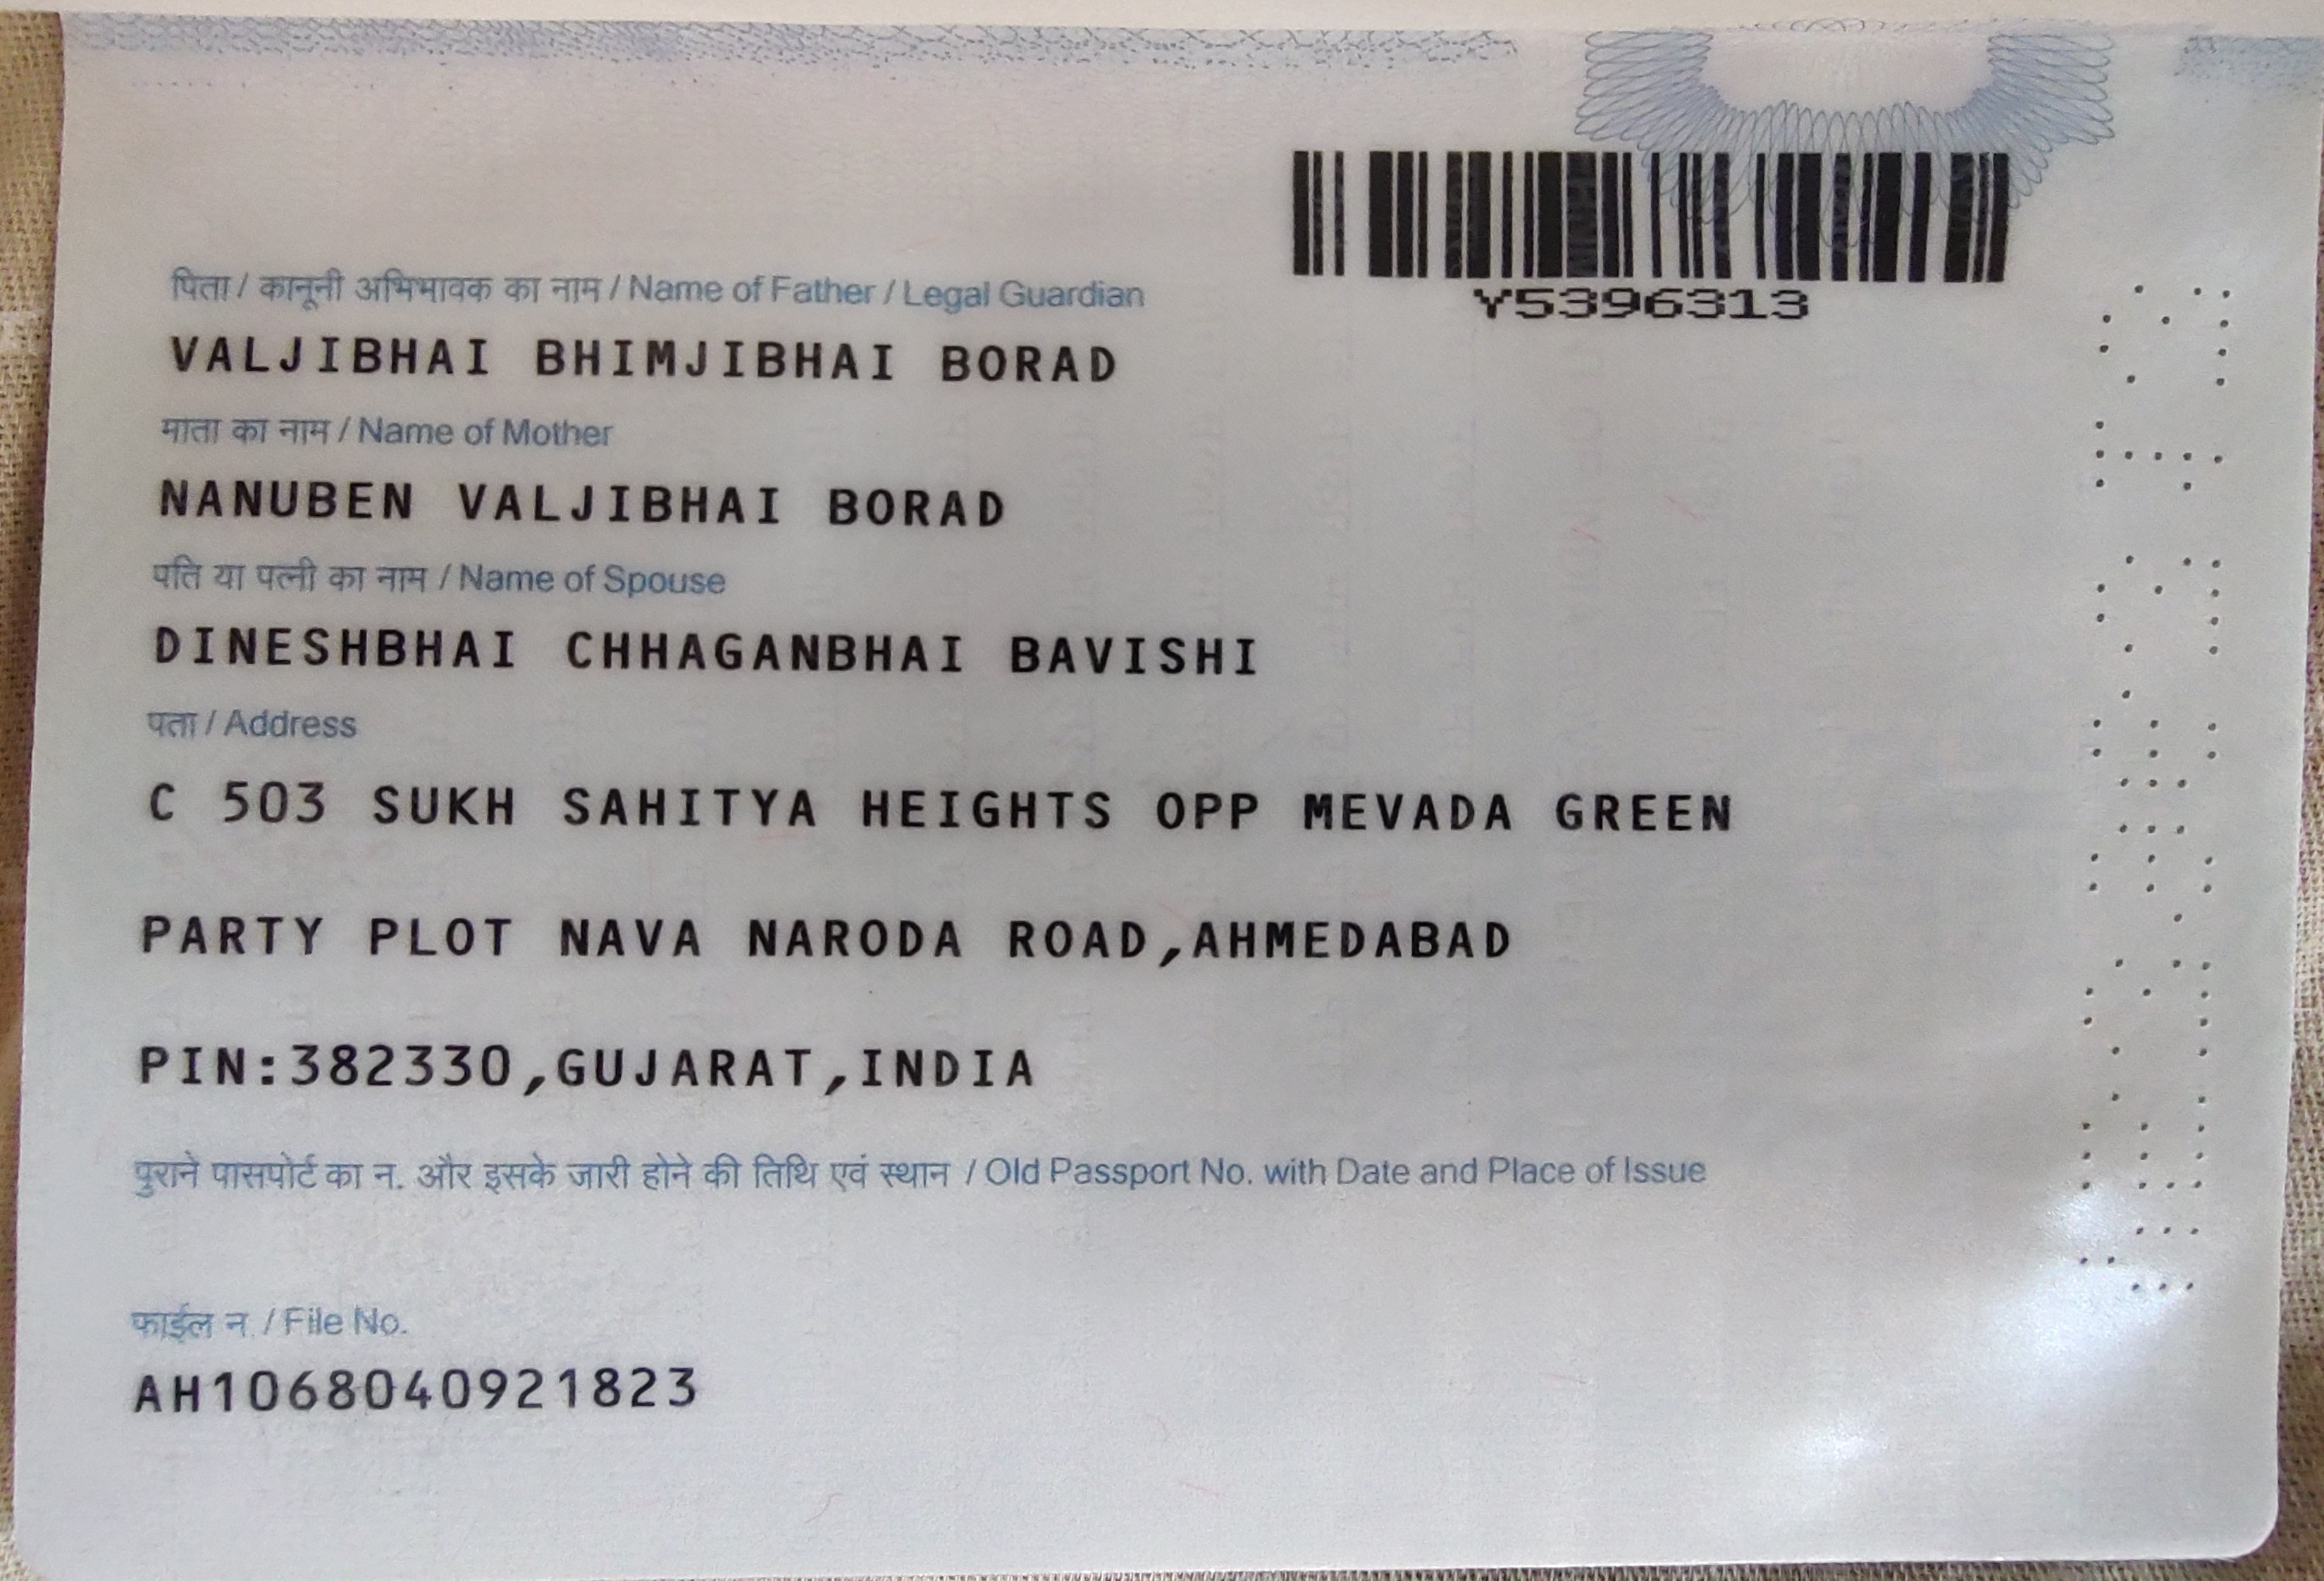 Y5396313
पिता / कानूनी अभिभावक का नाम / Name of Father / Legal Guardian
VALJIBHAI BHIMJIBHAI BORAD
माता का नाम / Name of Mother
NANUBEN VALJIBHAI BORAD
पति या पत्नी का नाम / Name of Spouse
DINESHBHAI CHHAGANBHAI BAVISHI
पता / Address
C 503 SUKH SAHITYA HEIGHTS OPP MEVADA GREEN
PARTY PLOT NAVA NARODA ROAD,AHMEDABAD
PIN:382330,GUJARAT,INDIA
पुराने पासपोर्ट का न. और इसके जारी होने की तिथि एवं स्थान / Old Passport No. with Date and Place of Issue
फाईल न. / File No.
AH1068040921823